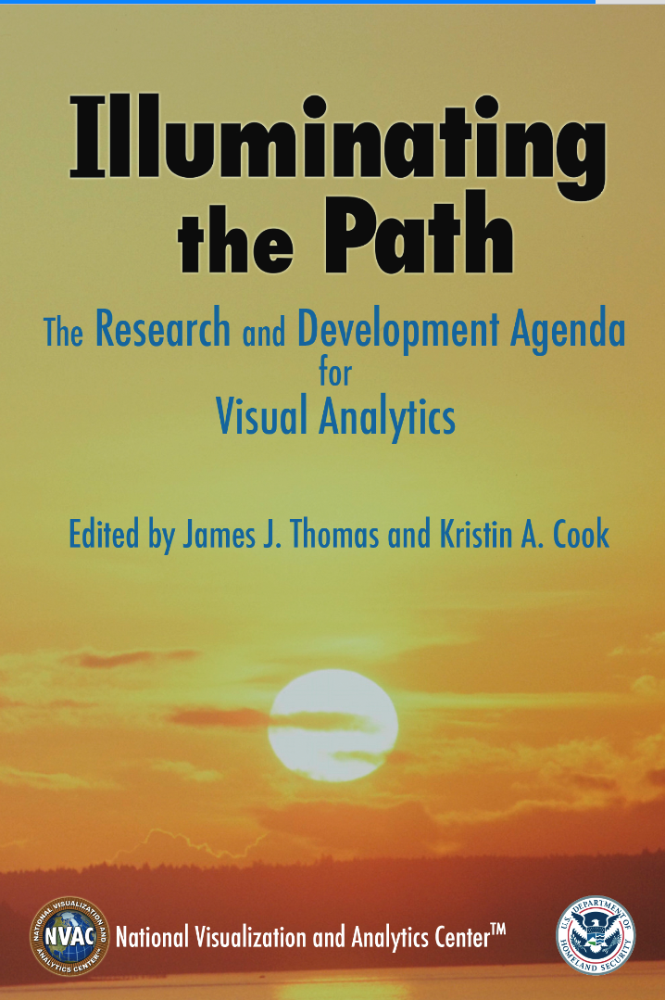 Illuminating
the Path
The Research and Development Agenda
for
Visual Analytics
Edited by James J. Thomas and Kristin A. Cook
NATIONAL VISUALIZATION AND
NVAC
ANALYTICS CENTER™
National Visualization and Analytics Center™
U.S. DEPARTMENT OF
HOMELAND SECURITY